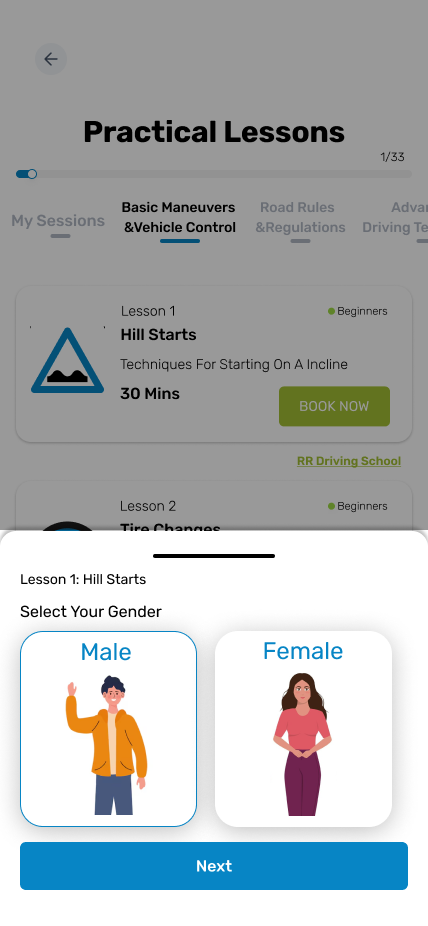 Practical Lessons
1/33
My Sessions
Basic Maneuvers
&Vehicle Control
Road Rules
&Regulations
Advan
Driving Te
Lesson 1
Beginners
Hill Starts
Techniques For Starting On A Incline
30 Mins
BOOK NOW
RR Driving School
Lesson 2
Beginners
Tire Changes
Lesson 1: Hill Starts
Select Your Gender
Male
Female
Next